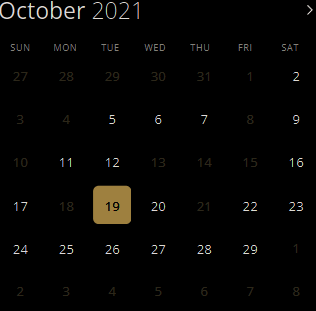 October 2021 >
SUN MON TUE WED THU FRI SAT
27 28 29 30 31 1 2
3 4 5 6 7 8 9
10 11 12 13 14 15 16
17 18 19 20 21 22 23
24 25 26 27 28 29 1
2 3 4 5 6 7 8